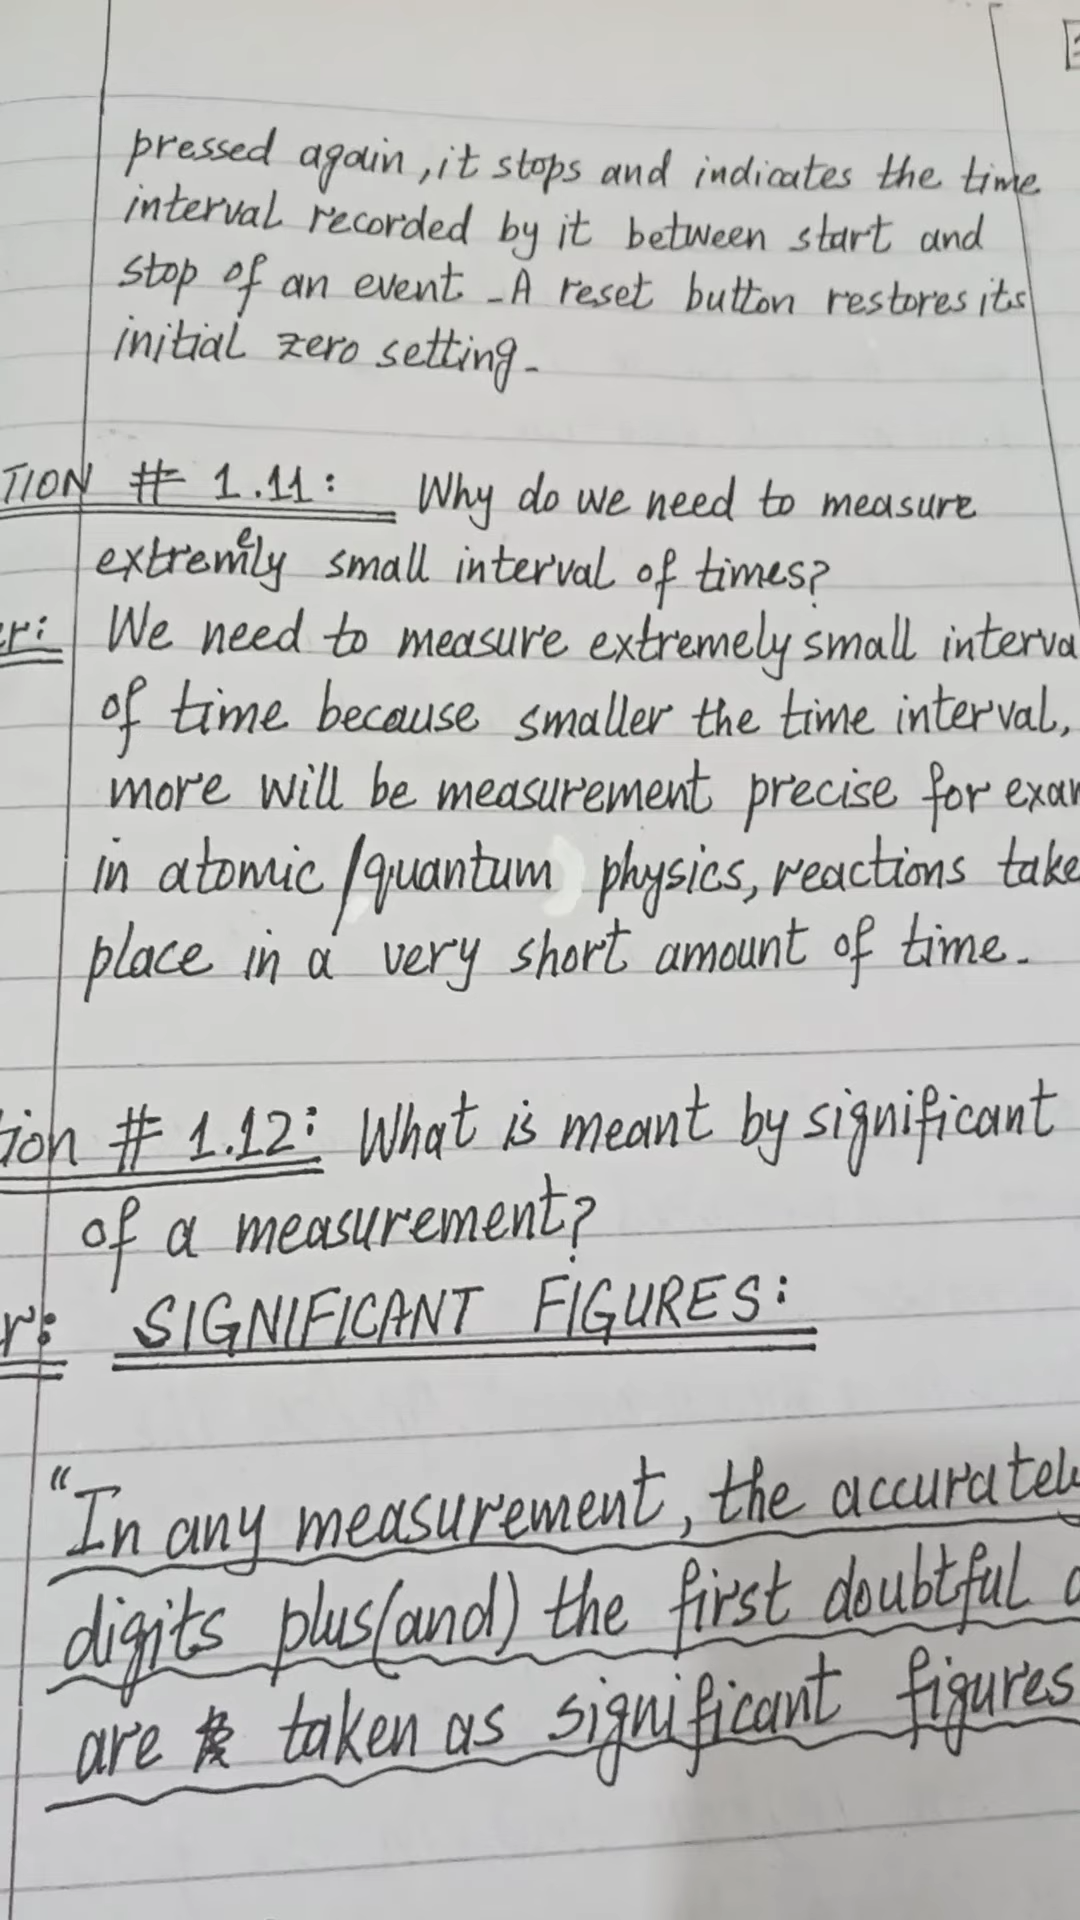 pressed again, it stops and indicates the time
interval recorded by it between start and
stop of an event - A reset button restores its
initial zero setting -
TION # 1.11: Why do we need to measure
extremely small interval of times?
er: We need to measure extremely small interva
of time because smaller the time interval,
more will be measurement precise for exam
in atomic /quantum) physics, reactions take
place in a very short amount of time -
ion # 1.12: What is meant by significant
of a measurement?
r: SIGNIFICANT FIGURES:
"In any measurement, the accurately
digits plus(and) the first doubtful d
are taken as significant figures